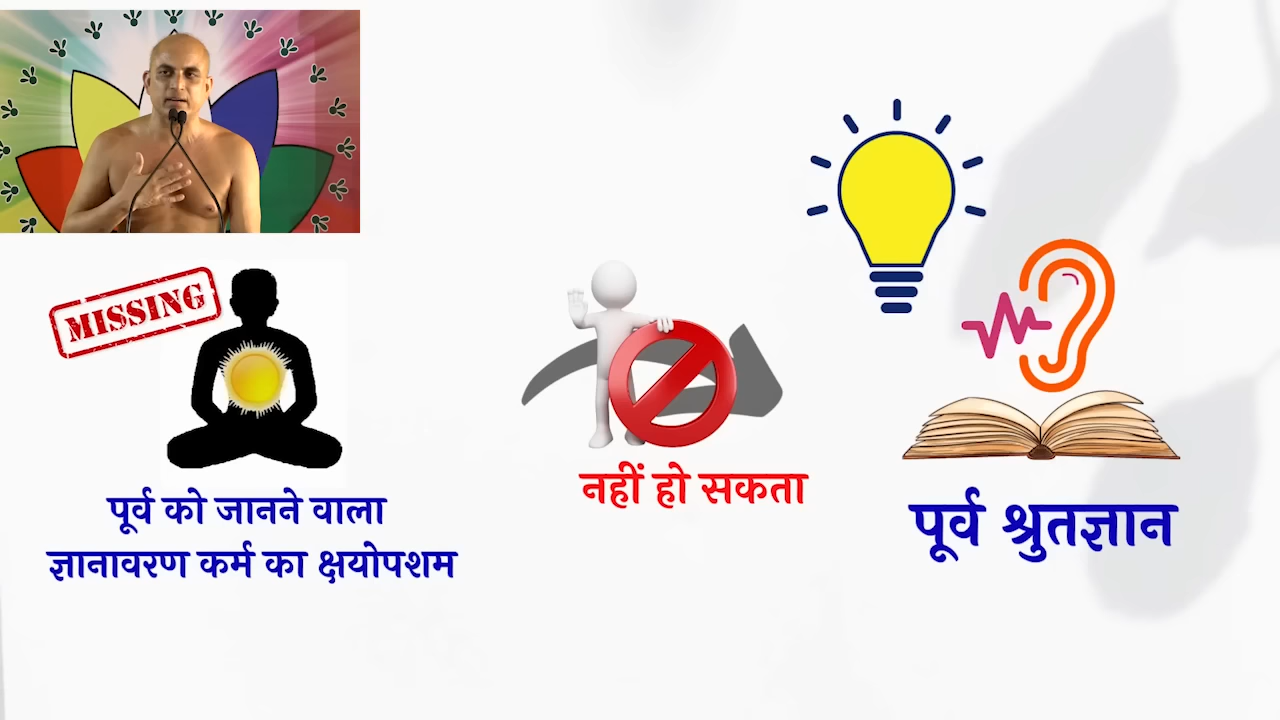 MISSING
पूर्व को जानने वाला
ज्ञानावरण कर्म का क्षयोपशम
नहीं हो सकता
पूर्व श्रुतज्ञान